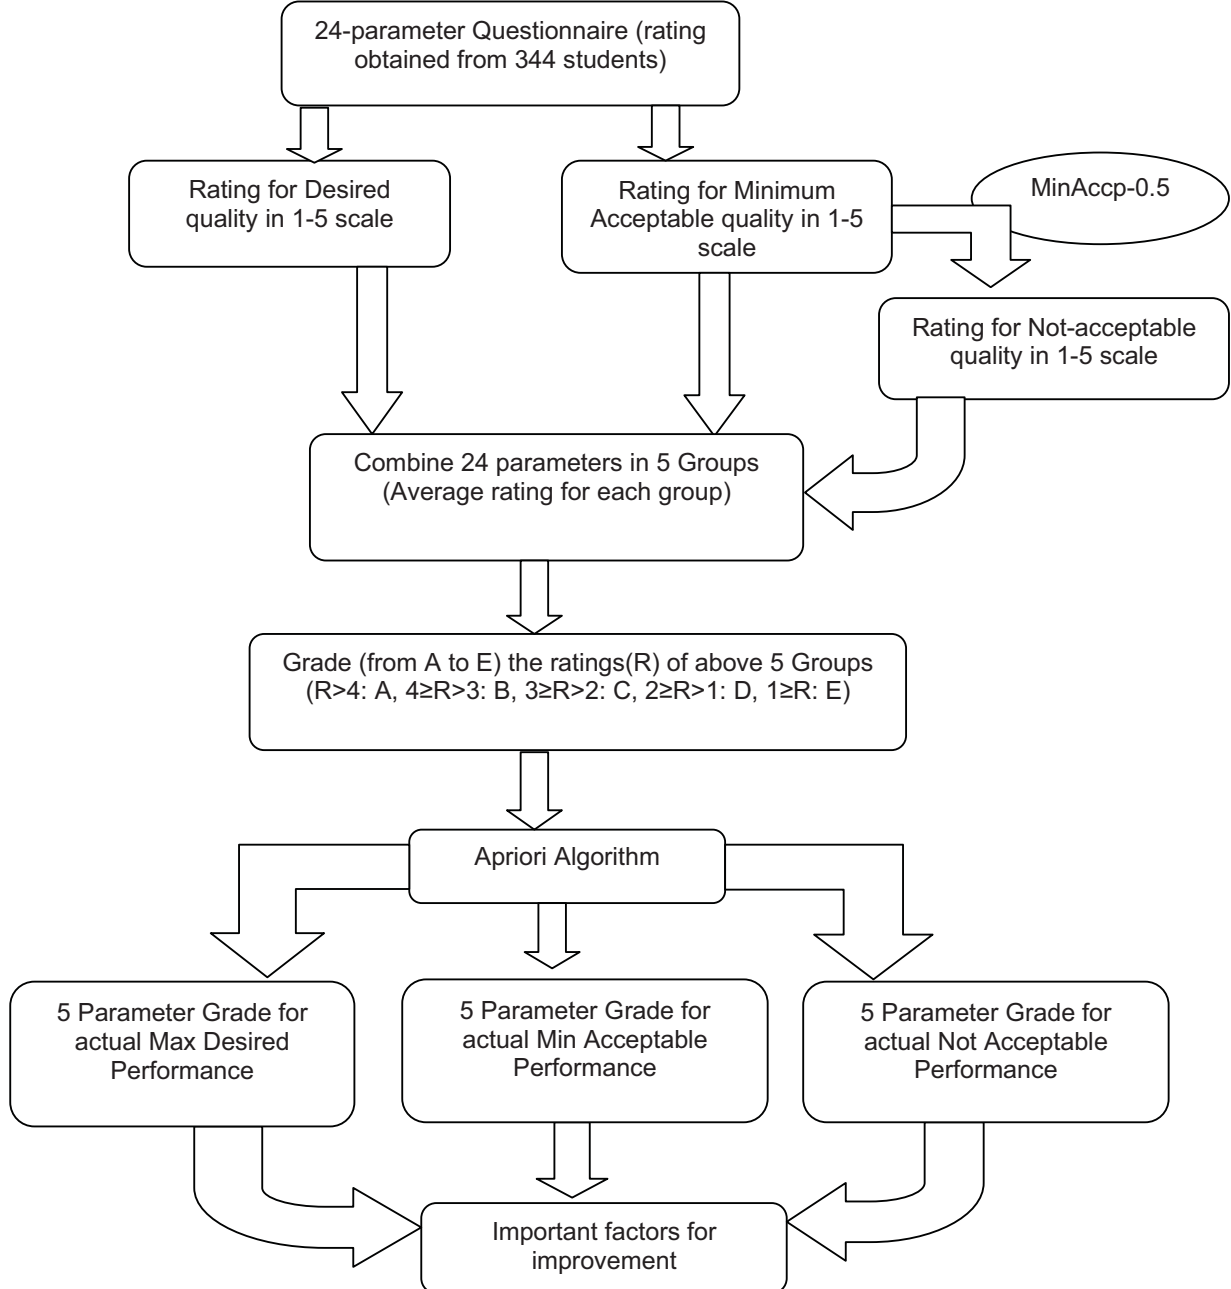 24-parameter Questionnaire (rating
obtained from 344 students)
Rating for Desired
quality in 1-5 scale
Rating for Minimum
Acceptable quality in 1-5
scale
MinAccp-0.5
Rating for Not-acceptable
quality in 1-5 scale
Combine 24 parameters in 5 Groups
(Average rating for each group)
Grade (from A to E) the ratings(R) of above 5 Groups
(R>4: A, 4≥R>3: B, 3≥R>2: C, 2≥R>1: D, 1≥R: E)
Apriori Algorithm
5 Parameter Grade for
actual Max Desired
Performance
5 Parameter Grade for
actual Min Acceptable
Performance
5 Parameter Grade for
actual Not Acceptable
Performance
Important factors for
improvement